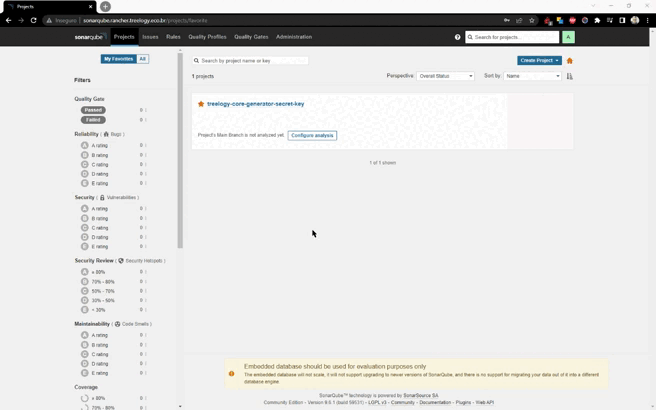 Projects
Inseguro | sonarqube.rancher.treelogy.eco.br/projects/favorite
sonarqube Projects Issues Rules Quality Profiles Quality Gates Administration Search for projects... A
My Favorites All
Search by project name or key
Create Project
Filters
1 projects
Perspective: Overall Status Sort by: Name
Quality Gate
Passed 0
Failed 0
Reliability ( Bugs )
A A rating 0
B B rating 0
C C rating 0
D D rating 0
E E rating 0
Security ( Vulnerabilities )
A A rating 0
B B rating 0
C C rating 0
D D rating 0
E E rating 0
Security Review ( Security Hotspots )
A ≥ 80% 0
B 70% - 80% 0
C 50% - 70% 0
D 30% - 50% 0
E < 30% 0
Maintainability ( Code Smells )
A A rating 0
B B rating 0
C C rating 0
D D rating 0
E E rating 0
Coverage
≥ 80% 0
70% - 80% 0
treelogy-core-generator-secret-key
Project's Main Branch is not analyzed yet. Configure analysis
1 of 1 shown
Embedded database should be used for evaluation purposes only
The embedded database will not scale, it will not support upgrading to newer versions of SonarQube, and there is no support for migrating your data out of it into a different
database engine.
SonarQube™ technology is powered by SonarSource SA
Community Edition - Version 9.6.1 (build 59531) - LGPL v3 - Community - Documentation - Plugins - Web API